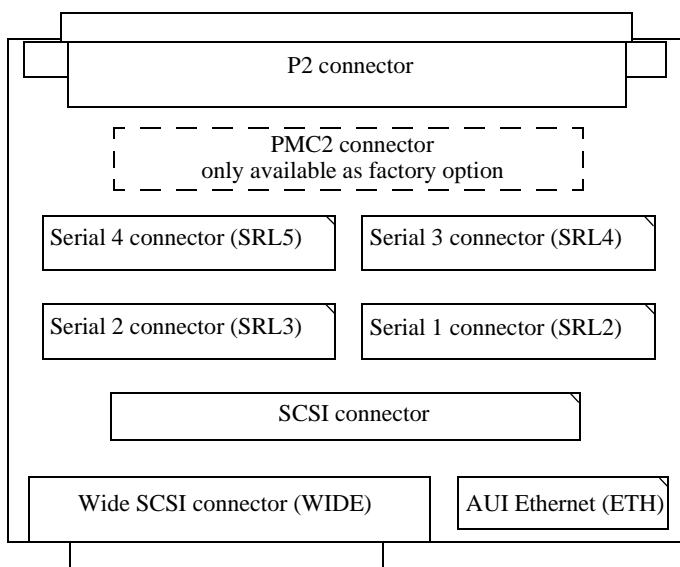 P2 connector
PMC2 connector
only available as factory option
Serial 4 connector (SRL5)
Serial 3 connector (SRL4)
Serial 2 connector (SRL3)
Serial 1 connector (SRL2)
SCSI connector
Wide SCSI connector (WIDE)
AUI Ethernet (ETH)